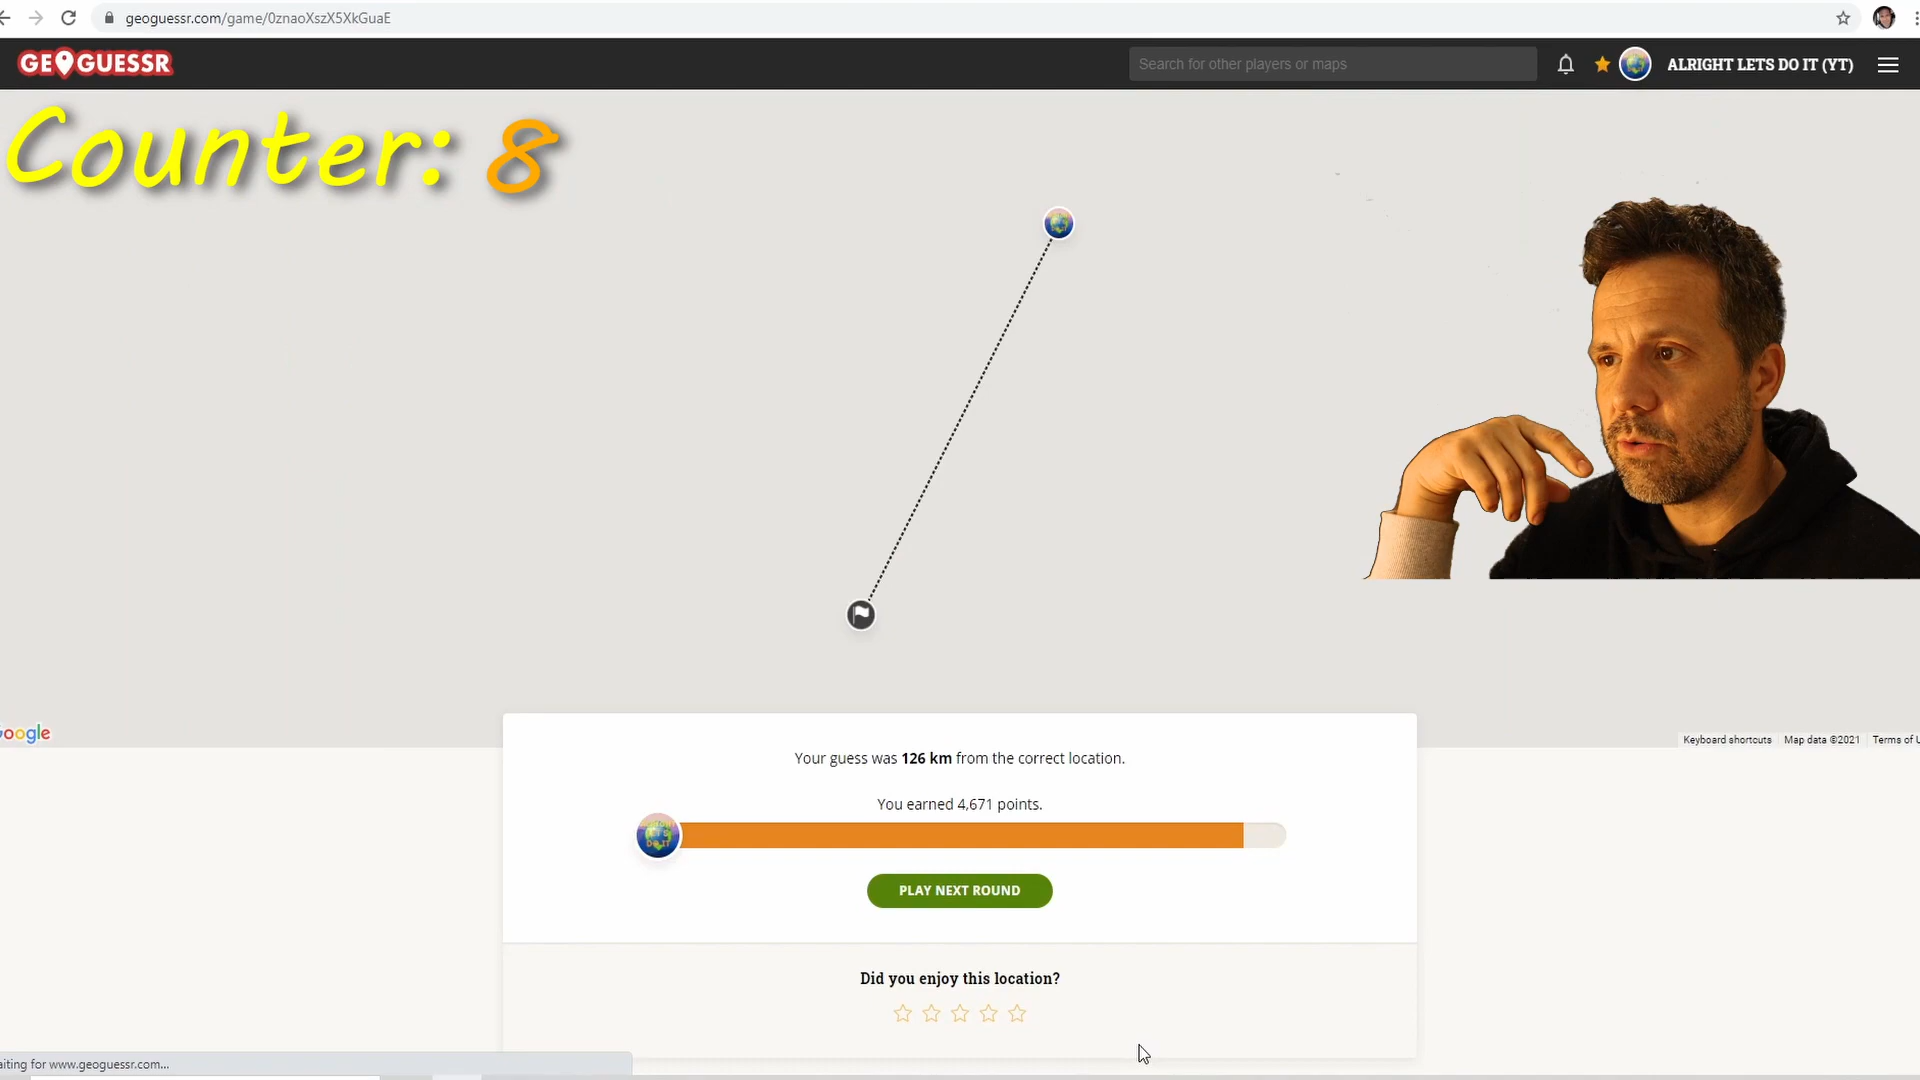 geoguessr.com/game/0znaoXszX5XkGuaE
GEOGUESSR
Search for other players or maps
ALRIGHT LETS DO IT (YT)
Counter: 8
Google
Keyboard shortcuts
Map data ©2021
Terms of U
Your guess was 126 km from the correct location.
You earned 4,671 points.
PLAY NEXT ROUND
Did you enjoy this location?
aiting for www.geoguessr.com...